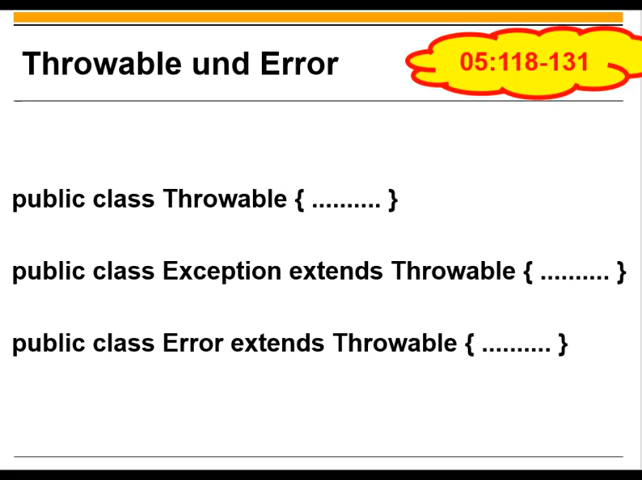 Throwable und Error
05:118-131
public class Throwable { .......... }
public class Exception extends Throwable { .......... }
public class Error extends Throwable { .......... }